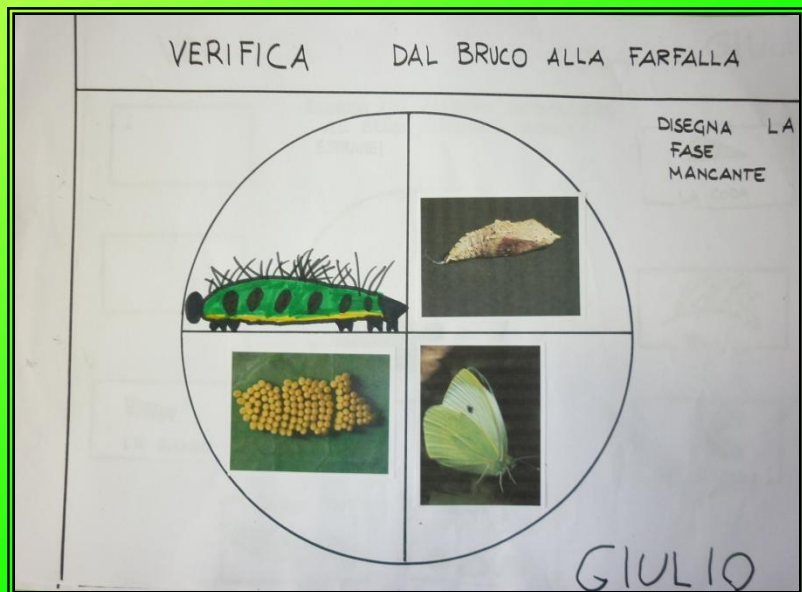 VERIFICA DAL BRUCO ALLA FARFALLA
DISEGNA LA
FASE
MANCANTE
GIULIO